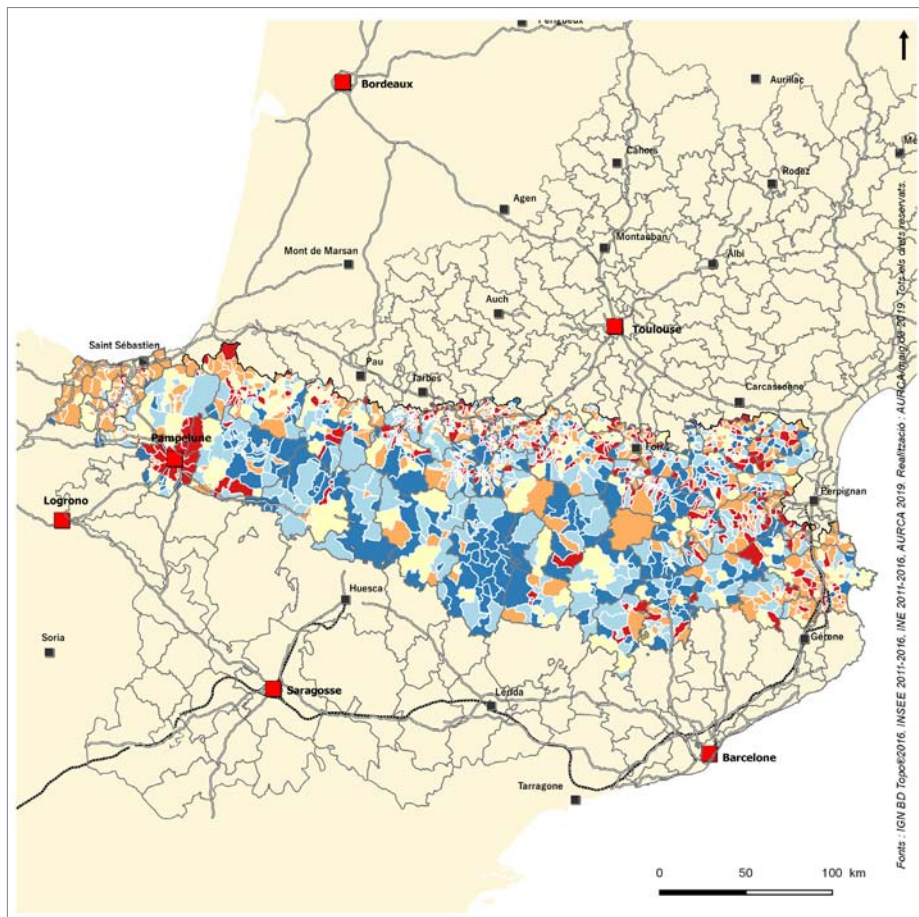 Périgueux
Bordeaux
Aurillac
Cahors
Rodez
Agen
Montauban
Albi
Mont de Marsan
Auch
Toulouse
Saint Sébastien
Pau
Tarbes
Carcassonne
Pampelune
Foix
Perpignan
Logrono
Huesca
Gérone
Soria
Saragosse
Lérida
Barcelone
Tarragone
0 50 100 km
Fonts : IGN BD Topo©2016, INSEE 2011-2016, INE 2011-2016, AURCA 2019. Realització : AURCA/maig de 2019. Tots els drets reservats.